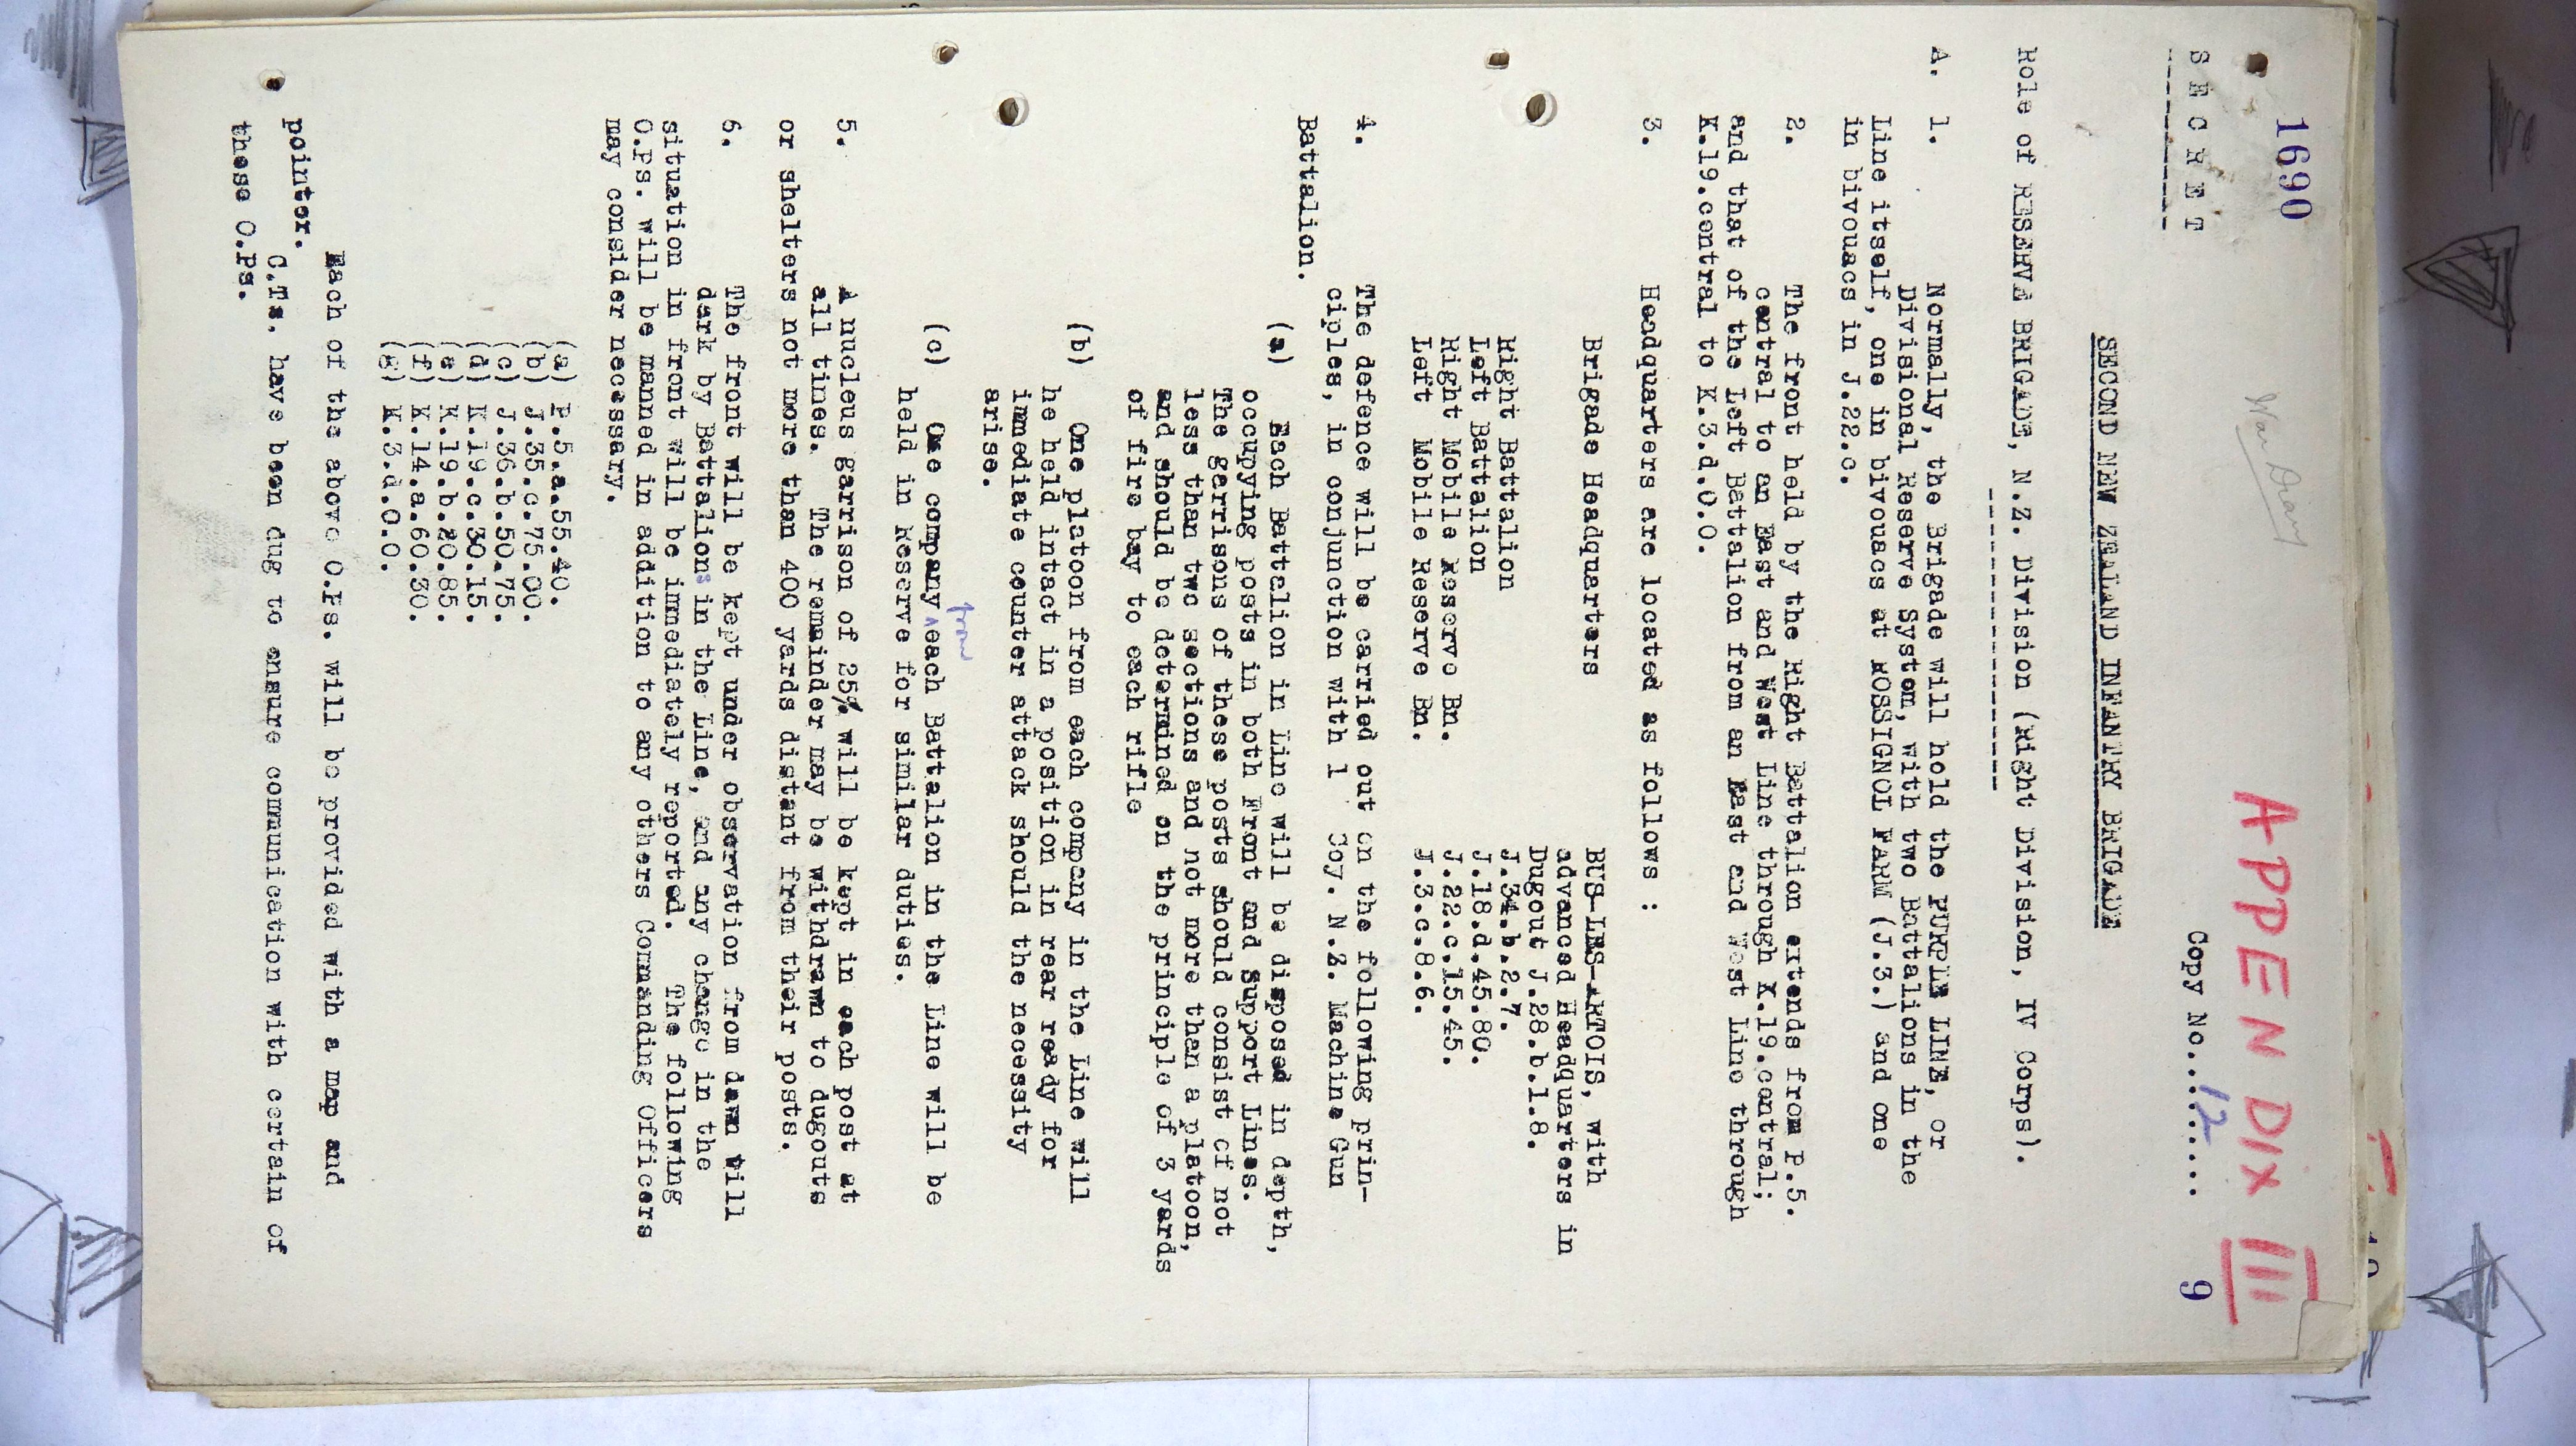 1690
War Diary
APPENDIX III
SECRET
Copy No...12......
9
SECOND NEW ZEALAND INFANTRY BRIGADE
Role of RESERVE BRIGADE, N.Z. Division (Right Division, IV Corps).
A. 1. Normally, the Brigade will hold the PURPLE LINE, or
Divisional Reserve System, with two Battalions in the
Line itself, one in bivouacs at ROSSIGNOL FARM (J.3.) and one
in bivouacs in J.22.c.
2. The front held by the Right Battalion extends from P.5.
central to an East and West Line through K.19.central;
and that of the Left Battalion from an East and West Line through
K.19.central to K.3.d.0.0.
3. Headquarters are located as follows :
Brigade Headquarters BUS-LES-ARTOIS, with
advanced Headquarters in
Dugout J.28.b.1.8.
Right Battalion J.34.b.2.7.
Left Battalion J.18.d.45.80.
Right Mobile Reserve Bn. J.22.c.15.45.
Left Mobile Reserve Bn. J.3.c.8.6.
4. The defence will be carried out on the following prin-
ciples, in conjunction with 1 Coy. N.Z. Machine Gun
Battalion.
(a) Each Battalion in Line will be disposed in depth,
occupying posts in both Front and Support Lines.
The garrisons of these posts should consist of not
less than two sections and not more than a platoon,
and should be determined on the principle of 3 yards
of fire bay to each rifle
(b) One platoon from each company in the Line will
be held intact in a position in rear ready for
immediate counter attack should the necessity
arise.
(c) One company from each Battalion in the Line will be
held in Reserve for similar duties.
5. A nucleus garrison of 25% will be kept in each post at
all times. The remainder may be withdrawn to dugouts
or shelters not more than 400 yards distant from their posts.
6. The front will be kept under observation from dawn till
dark by Battalions in the Line, and any change in the
situation in front will be immediately reported. The following
O.Ps. will be manned in addition to any others Commanding Officers
may consider necessary.
(a) P.5.a.55.40.
(b) J.35.c.75.00.
(c) J.36.b.50.75.
(d) K.19.c.30.15.
(e) K.19.b.20.85.
(f) K.14.a.60.30.
(g) K.3.d.0.0.
Each of the above O.Ps. will be provided with a map and
pointer.
C.Ts. have been dug to ensure communication with certain of
these O.Ps.